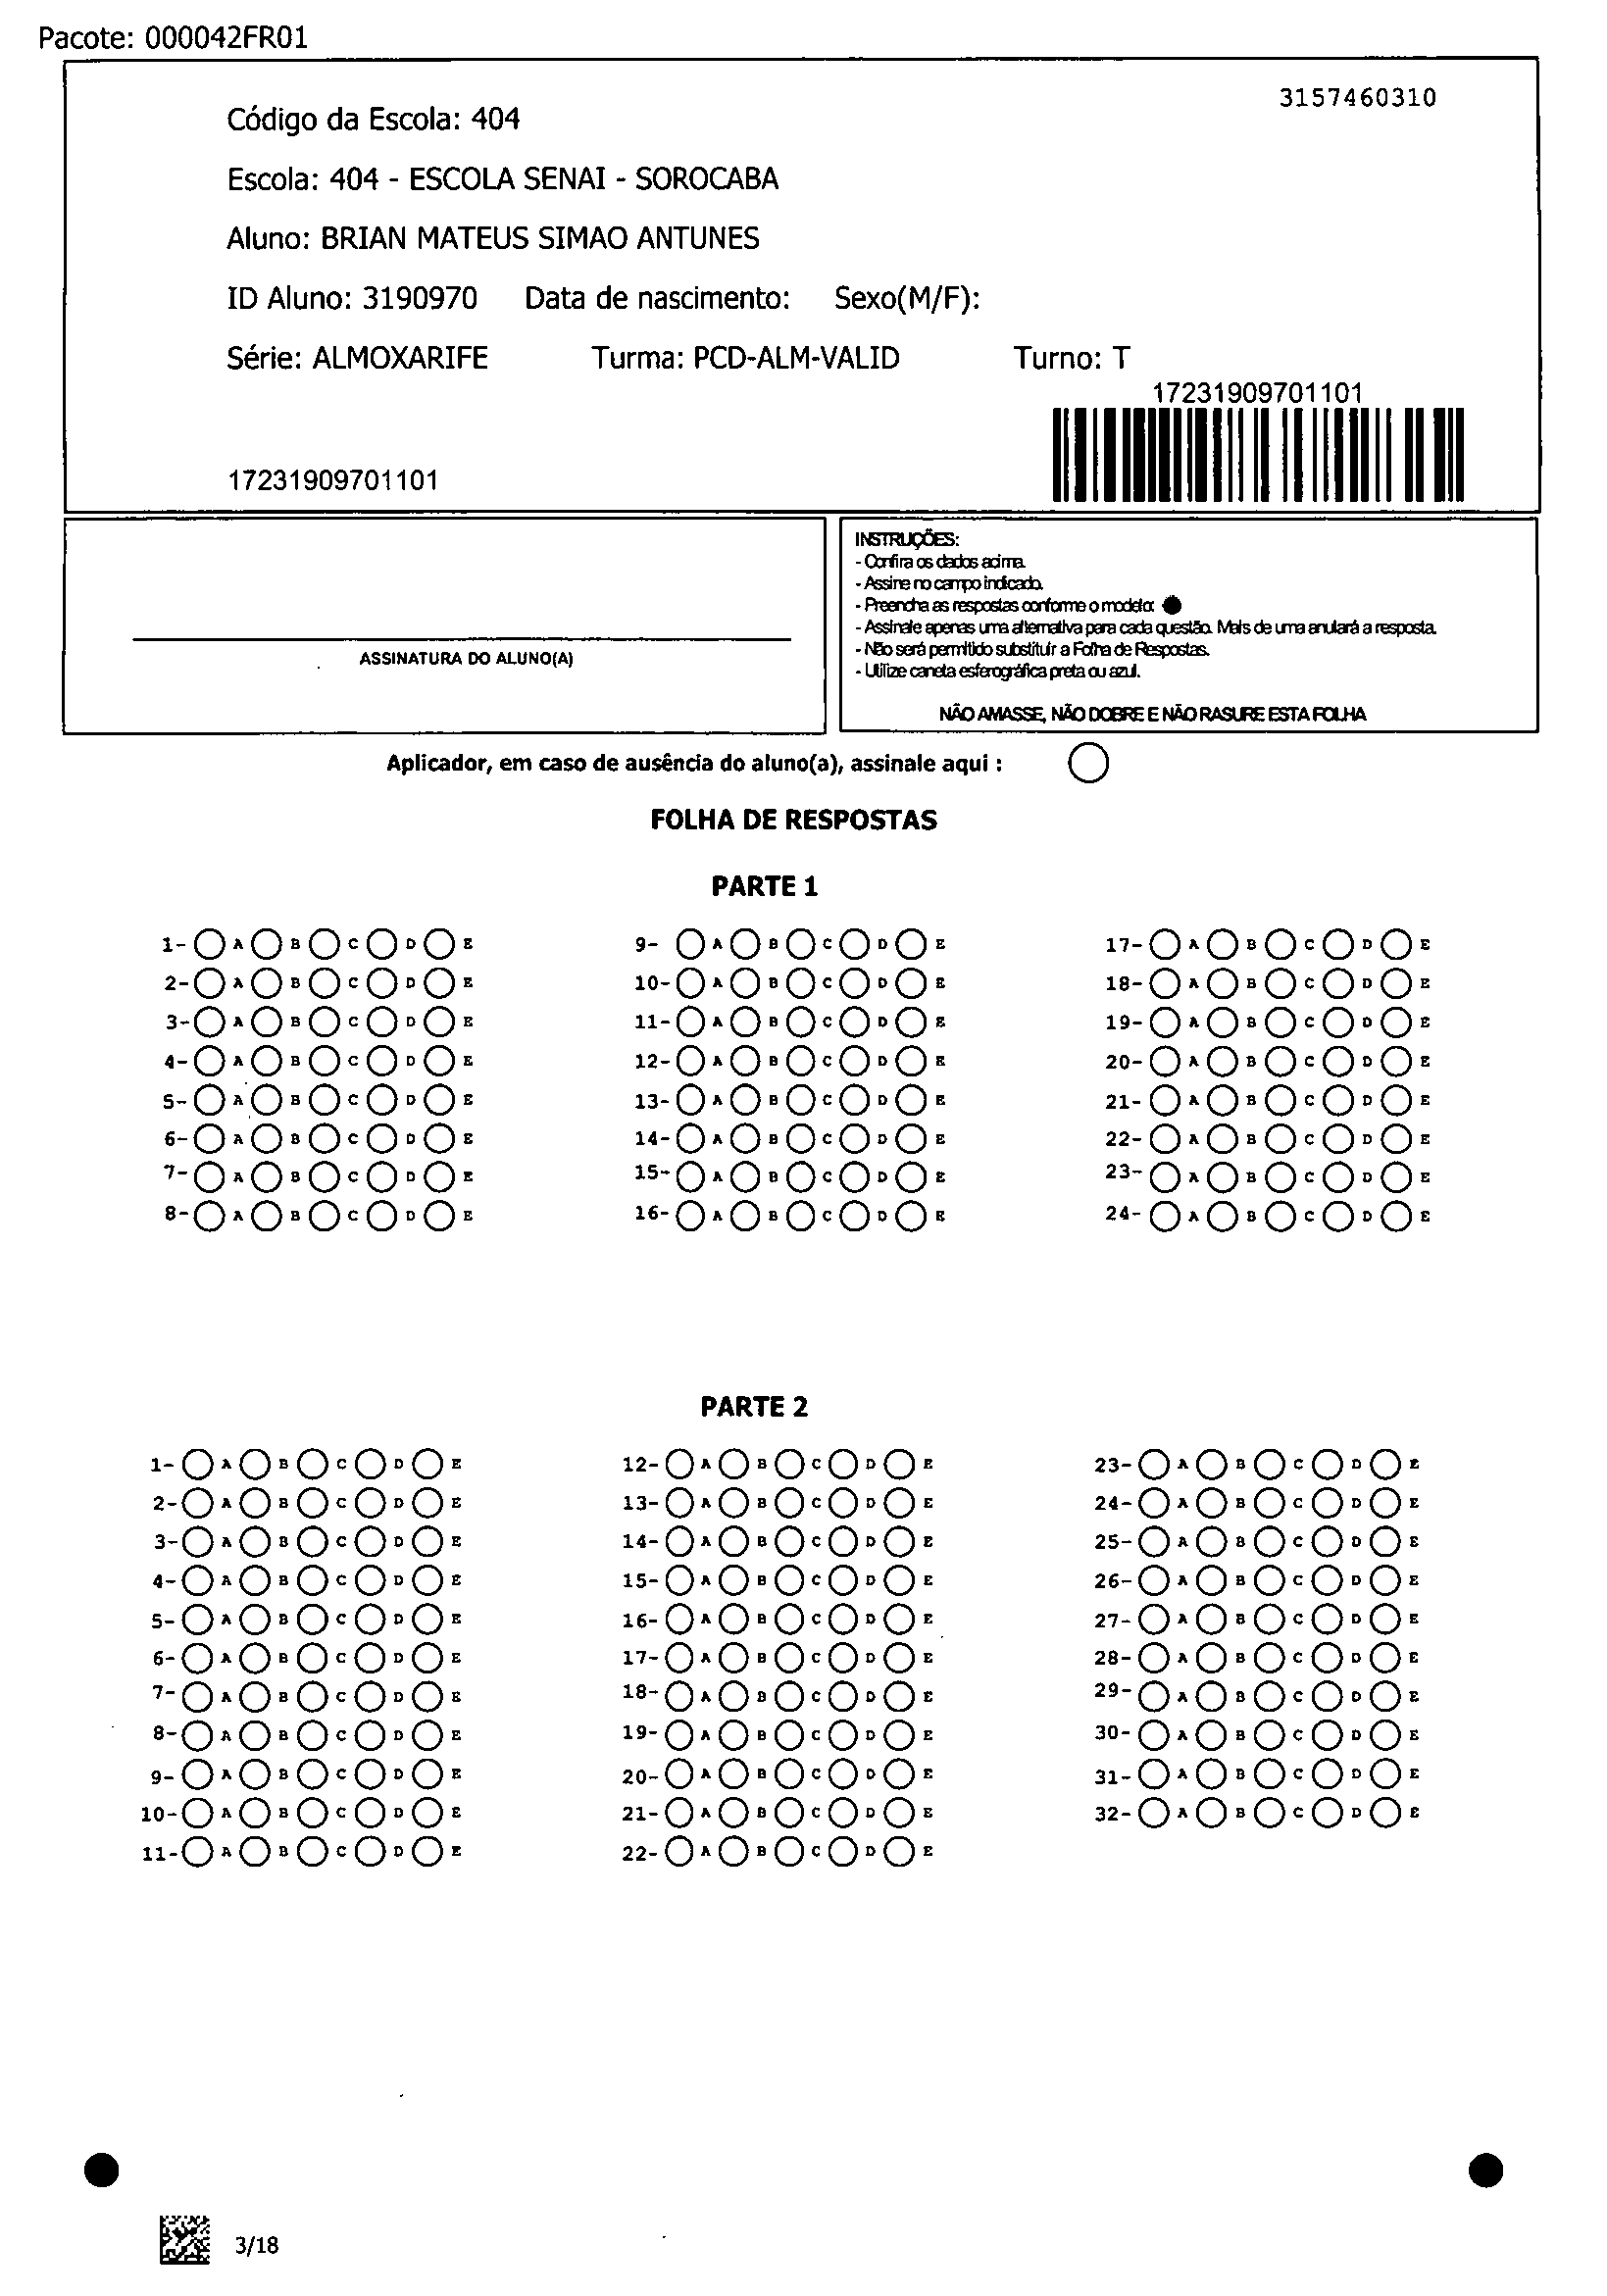 Pacote: 000042FR01
3157460310
Código da Escola: 404
Escola: 404 - ESCOLA SENAI - SOROCABA
Aluno: BRIAN MATEUS SIMAO ANTUNES
ID Aluno: 3190970 Data de nascimento: Sexo(M/F):
Série: ALMOXARIFE Turma: PCD-ALM-VALID Turno: T
17231909701101
17231909701101
ASSINATURA DO ALUNO(A)
INSTRUÇÕES:
- Confira os dados acima.
- Assine no campo indicado.
- Preencha as respostas conforme o modelo:
- Assinale apenas uma alternativa para cada questão. Mais de uma anulará a resposta.
- Não será permitido substituir a Folha de Respostas.
- Utilize caneta esferográfica preta ou azul.
NÃO AMASSE, NÃO DOBRE E NÃO RASURE ESTA FOLHA
Aplicador, em caso de ausência do aluno(a), assinale aqui :
FOLHA DE RESPOSTAS
PARTE 1
1- A B C D E 9- A B C D E 17- A B C D E
2- A B C D E 10- A B C D E 18- A B C D E
3- A B C D E 11- A B C D E 19- A B C D E
4- A B C D E 12- A B C D E 20- A B C D E
5- A B C D E 13- A B C D E 21- A B C D E
6- A B C D E 14- A B C D E 22- A B C D E
7- A B C D E 15- A B C D E 23- A B C D E
8- A B C D E 16- A B C D E 24- A B C D E
PARTE 2
1- A B C D E 12- A B C D E 23- A B C D E
2- A B C D E 13- A B C D E 24- A B C D E
3- A B C D E 14- A B C D E 25- A B C D E
4- A B C D E 15- A B C D E 26- A B C D E
5- A B C D E 16- A B C D E 27- A B C D E
6- A B C D E 17- A B C D E 28- A B C D E
7- A B C D E 18- A B C D E 29- A B C D E
8- A B C D E 19- A B C D E 30- A B C D E
9- A B C D E 20- A B C D E 31- A B C D E
10- A B C D E 21- A B C D E 32- A B C D E
11- A B C D E 22- A B C D E
3/18